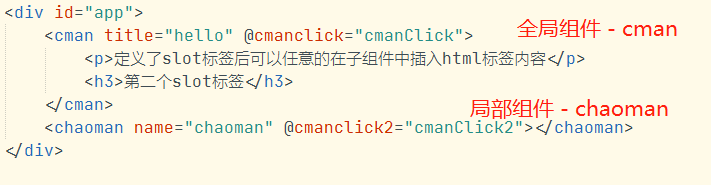 <div id="app">
<cman title="hello" @cmanclick="cmanClick"> 全局组件 - cman
<p>定义了slot标签后可以任意的在子组件中插入html标签内容</p>
<h3>第二个slot标签</h3>
</cman> 局部组件 - chaoman
<chaoman name="chaoman" @cmanclick2="cmanClick2"></chaoman>
</div>